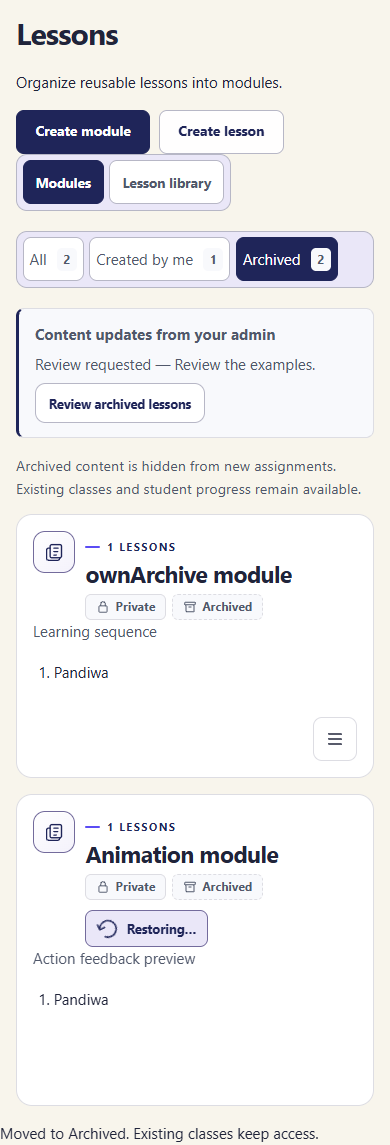 Lessons
Organize reusable lessons into modules.
Create module
Create lesson
Modules
Lesson library
All 2
Created by me 1
Archived 2
Content updates from your admin
Review requested — Review the examples.
Review archived lessons
Archived content is hidden from new assignments.
Existing classes and student progress remain available.
1 LESSONS
ownArchive module
Private
Archived
Learning sequence
1. Pandiwa
1 LESSONS
Animation module
Private
Archived
Restoring...
Action feedback preview
1. Pandiwa
Moved to Archived. Existing classes keep access.